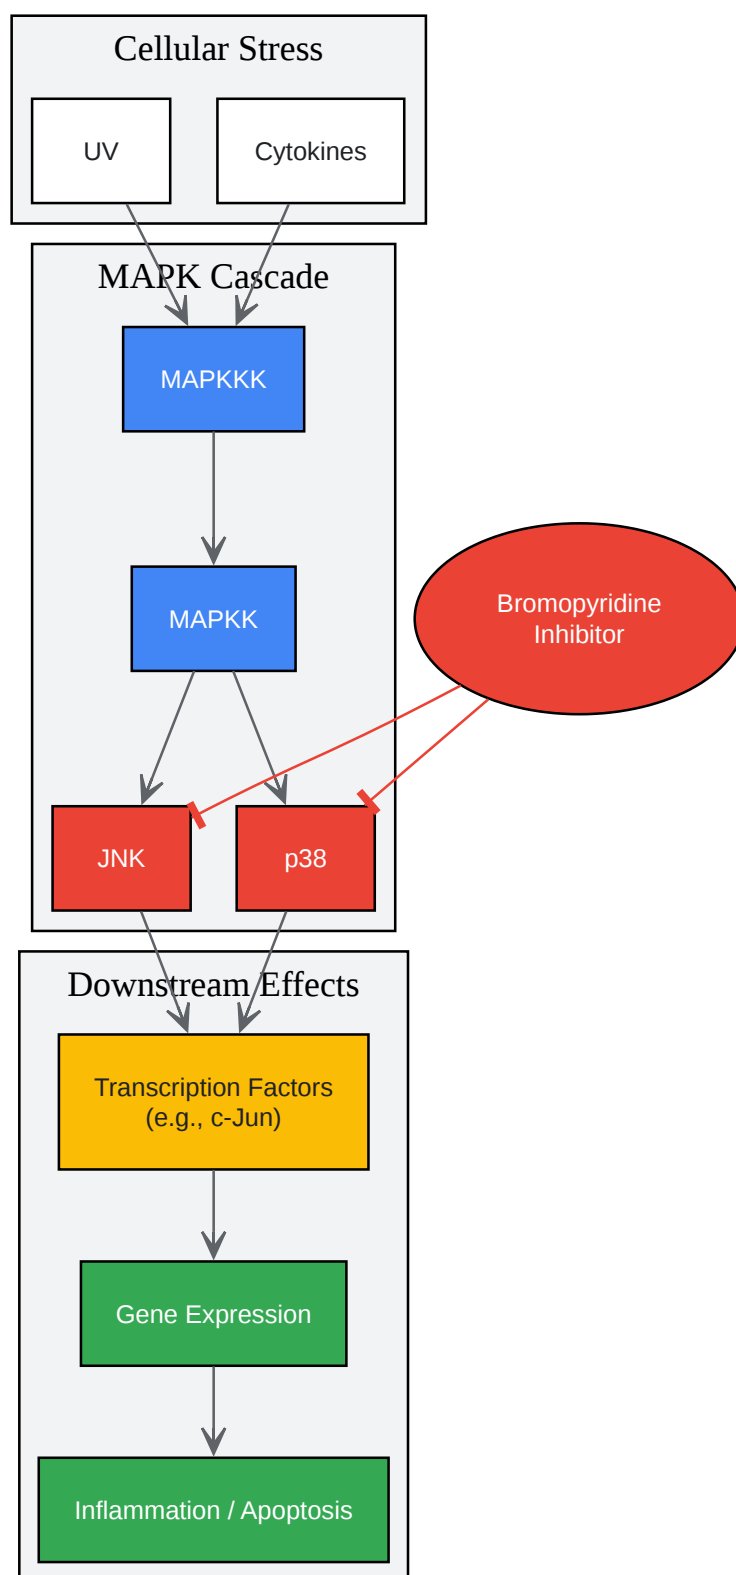 Cellular Stress
UV
Cytokines
MAPK Cascade
MAPKKK
MAPKK
Bromopyridine
Inhibitor
JNK
p38
Downstream Effects
Transcription Factors
(e.g., c-Jun)
Gene Expression
Inflammation / Apoptosis